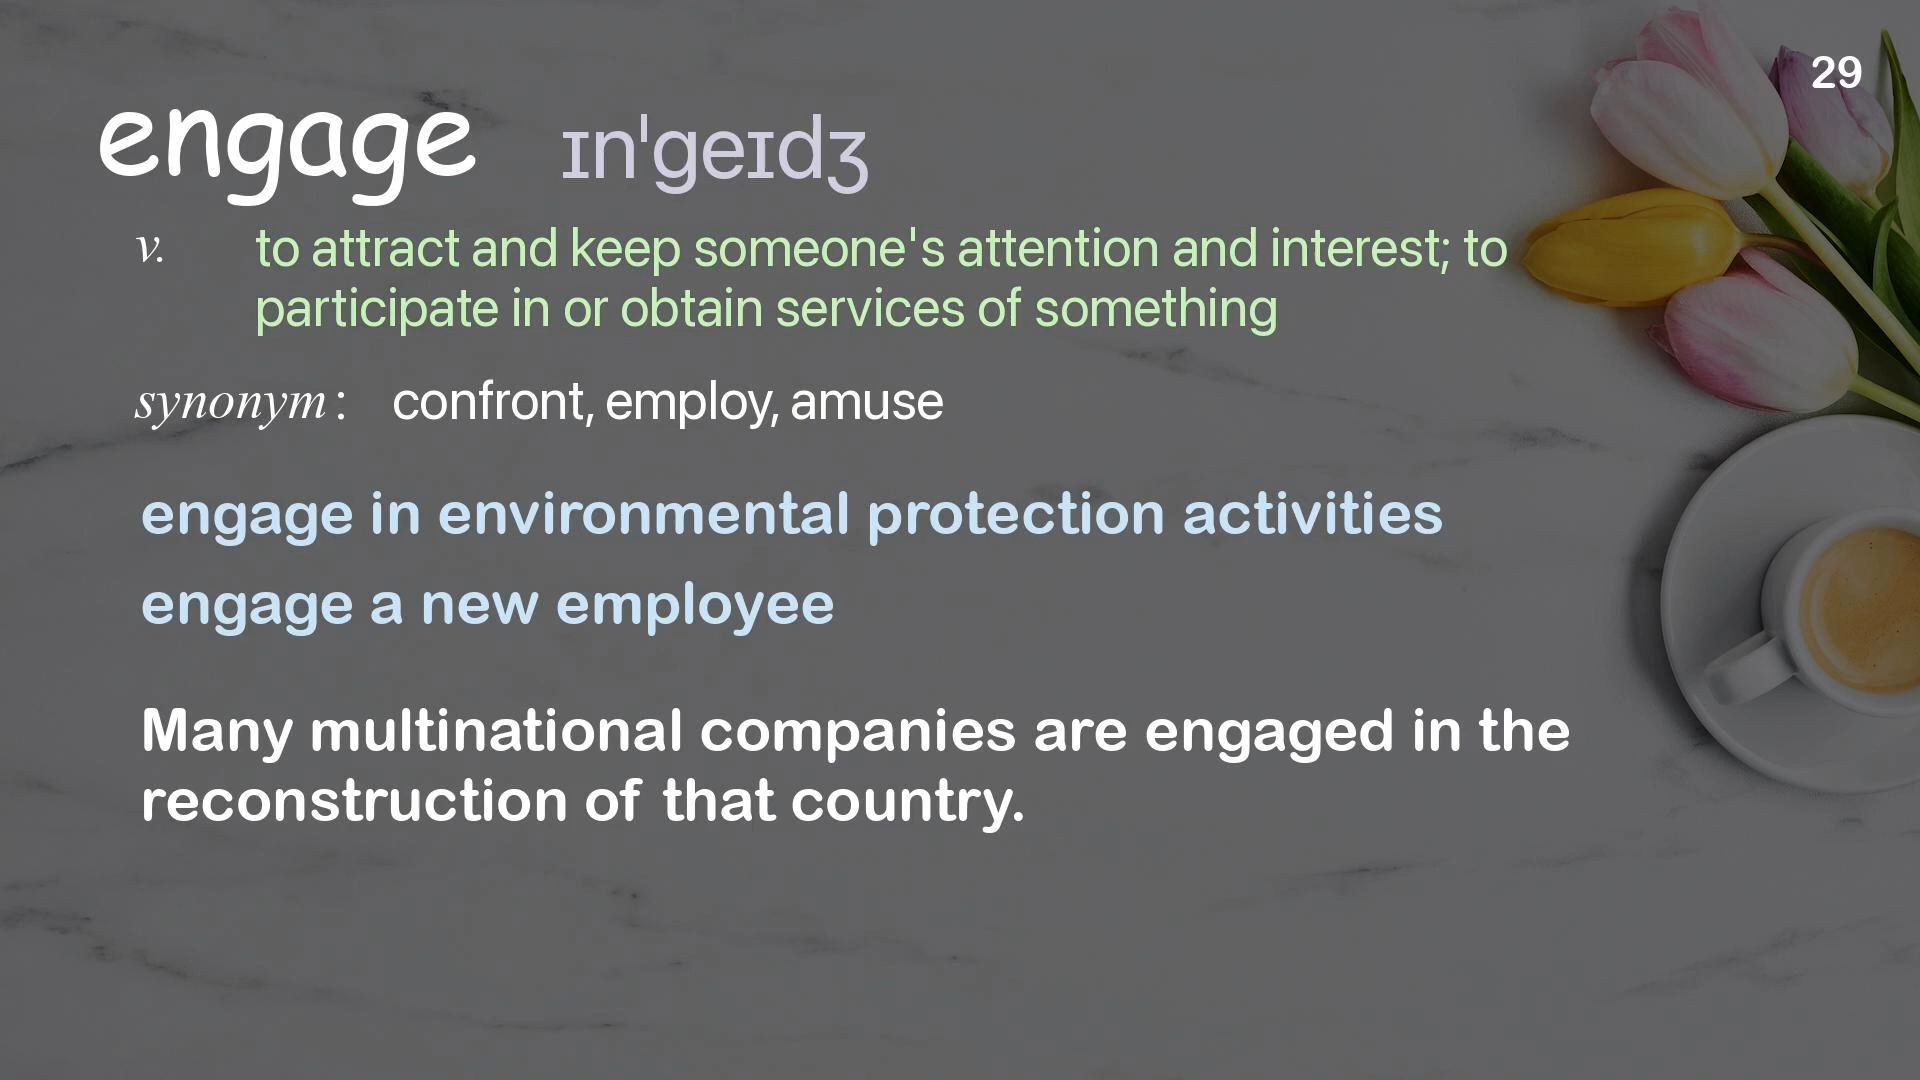 29
engage ɪnˈgeɪdʒ
v. to attract and keep someone's attention and interest; to
participate in or obtain services of something
synonym: confront, employ, amuse
engage in environmental protection activities
engage a new employee
Many multinational companies are engaged in the
reconstruction of that country.